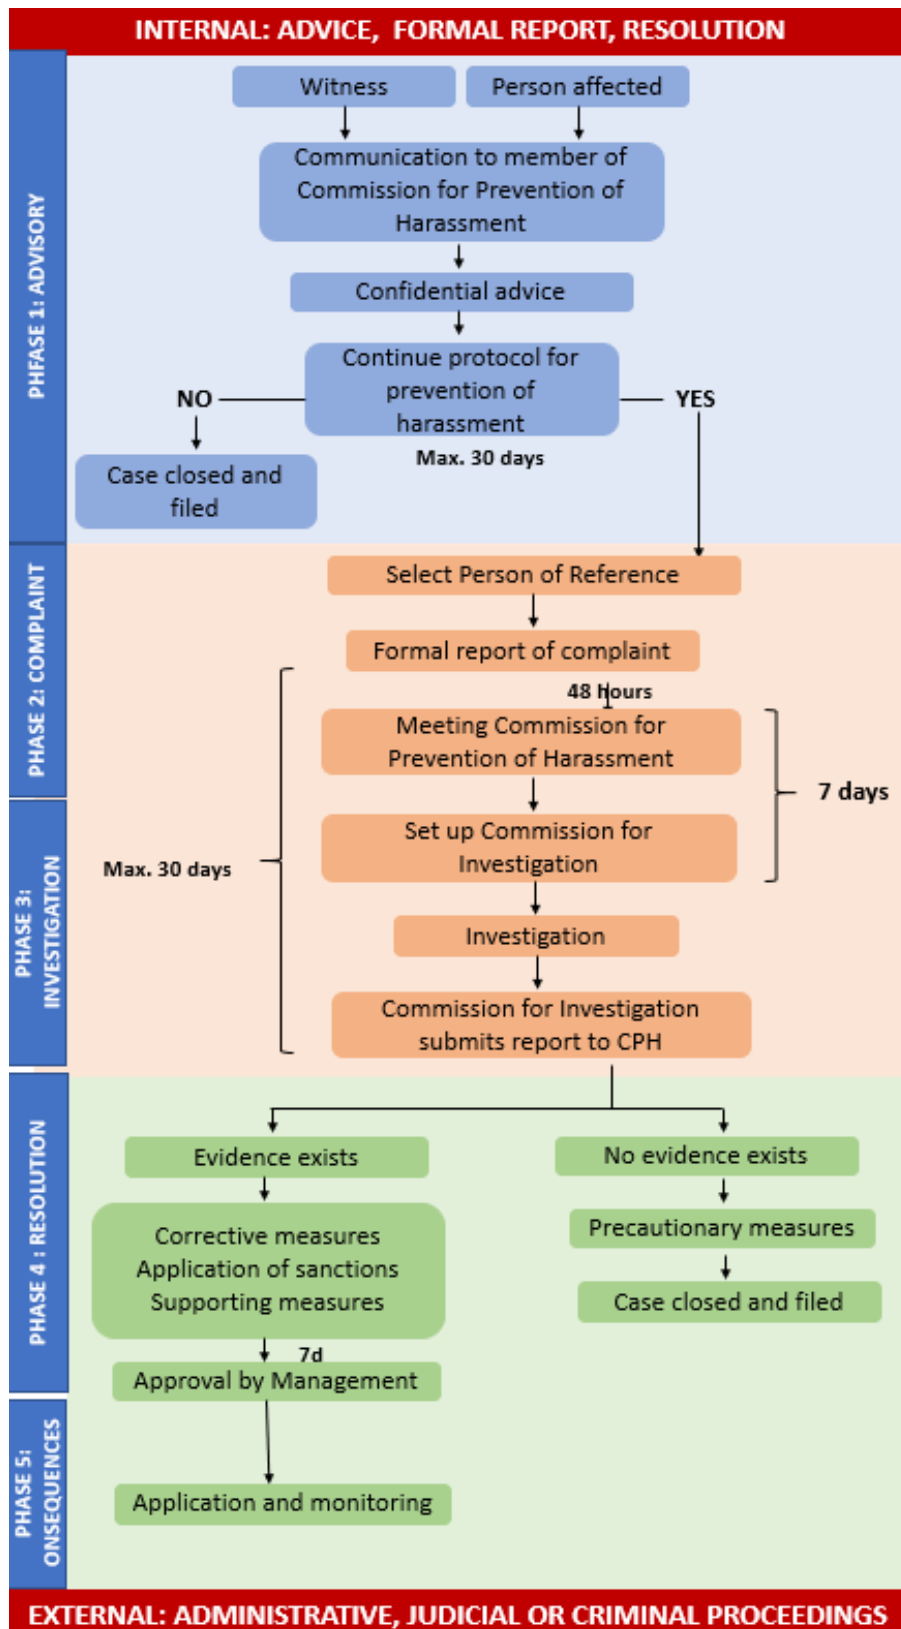 INTERNAL: ADVICE, FORMAL REPORT, RESOLUTION
PHFASE 1: ADVISORY
Witness
Person affected
Communication to member of
Commission for Prevention of
Harassment
Confidential advice
Continue protocol for
prevention of
harassment
NO
YES
Max. 30 days
Case closed and
filed
PHASE 2: COMPLAINT
Select Person of Reference
Formal report of complaint
48 hours
Meeting Commission for
Prevention of Harassment
7 days
PHASE 3:
INVESTIGATION
Set up Commission for
Investigation
Max. 30 days
Investigation
Commission for Investigation
submits report to CPH
PHASE 4 : RESOLUTION
Evidence exists
No evidence exists
Corrective measures
Application of sanctions
Supporting measures
Precautionary measures
Case closed and filed
7d
Approval by Management
PHASE 5:
ONSEQUENCES
Application and monitoring
EXTERNAL: ADMINISTRATIVE, JUDICIAL OR CRIMINAL PROCEEDINGS